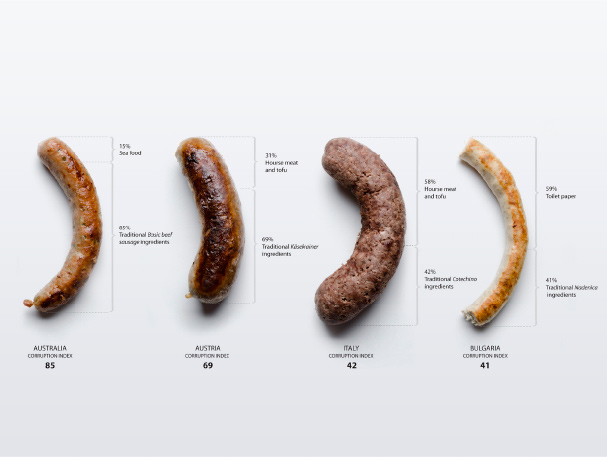 15%
Sea food
85%
Traditional Basic beef
sausage ingredients
AUSTRALIA
CORRUPTION INDEX
85
31%
Hourse meat
and tofu
69%
Traditional Käsekrainer
ingredients
AUSTRIA
CORRUPTION INDEX
69
58%
Hourse meat
and tofu
42%
Traditional Cotechino
ingredients
ITALY
CORRUPTION INDEX
42
59%
Toilet paper
41%
Traditional Nadenica
ingredients
BULGARIA
CORRUPTION INDEX
41